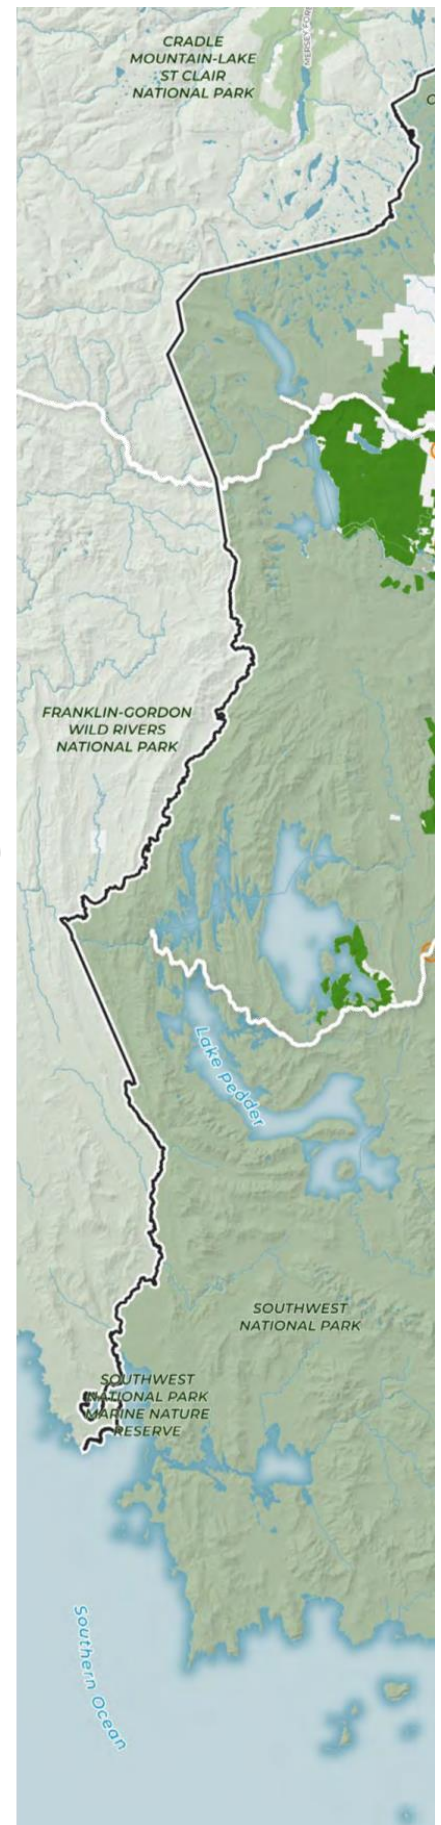 CRADLE
MOUNTAIN-LAKE
ST CLAIR
NATIONAL PARK
FRANKLIN-GORDON
WILD RIVERS
NATIONAL PARK
Lake Pedder
SOUTHWEST
NATIONAL PARK
SOUTHWEST
NATIONAL PARK
MARINE NATURE
RESERVE
Southern Ocean